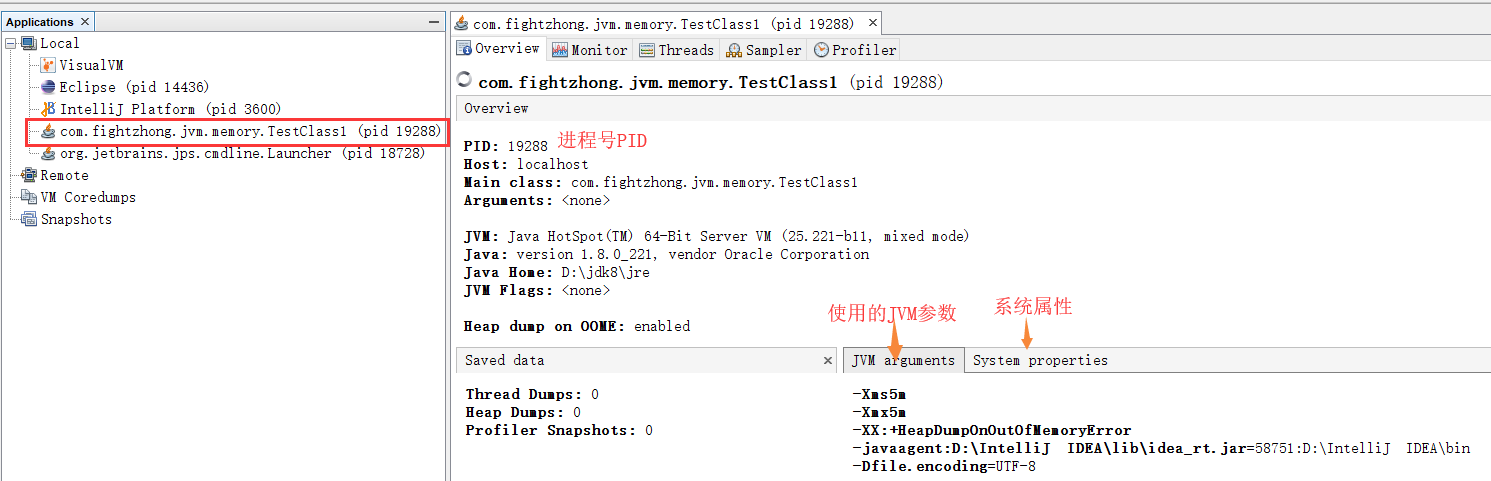 Applications
Local
VisualVM
Eclipse (pid 14436)
IntelliJ Platform (pid 3600)
com.fightzhong.jvm.memory.TestClass1 (pid 19288)
org.jetbrains.jps.cmdline.Launcher (pid 18728)
Remote
VM Coredumps
Snapshots
com.fightzhong.jvm.memory.TestClass1 (pid 19288)
Overview Monitor Threads Sampler Profiler
com.fightzhong.jvm.memory.TestClass1 (pid 19288)
Overview
PID: 19288 进程号PID
Host: localhost
Main class: com.fightzhong.jvm.memory.TestClass1
Arguments: <none>
JVM: Java HotSpot(TM) 64-Bit Server VM (25.221-b11, mixed mode)
Java: version 1.8.0_221, vendor Oracle Corporation
Java Home: D:\jdk8\jre
JVM Flags: <none>
Heap dump on OOME: enabled
使用的JVM参数 系统属性
Saved data
Thread Dumps: 0
Heap Dumps: 0
Profiler Snapshots: 0
JVM arguments System properties
-Xms5m
-Xmx5m
-XX:+HeapDumpOnOutOfMemoryError
-javaagent:D:\IntelliJ IDEA\lib\idea_rt.jar=58751:D:\IntelliJ IDEA\bin
-Dfile.encoding=UTF-8